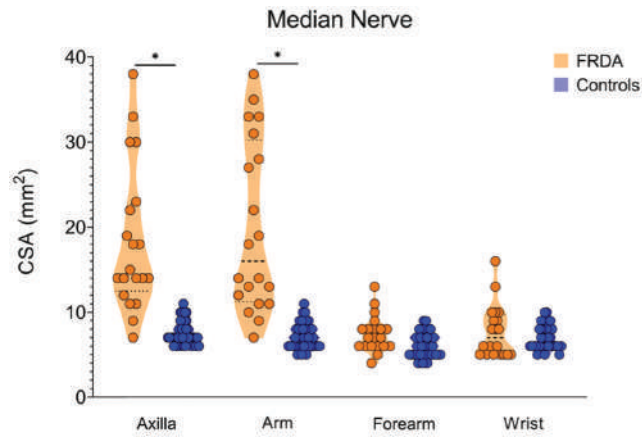 Median Nerve
* *
FRDA
Controls
40
30
20
10
0
CSA (mm²)
Axilla Arm Forearm Wrist